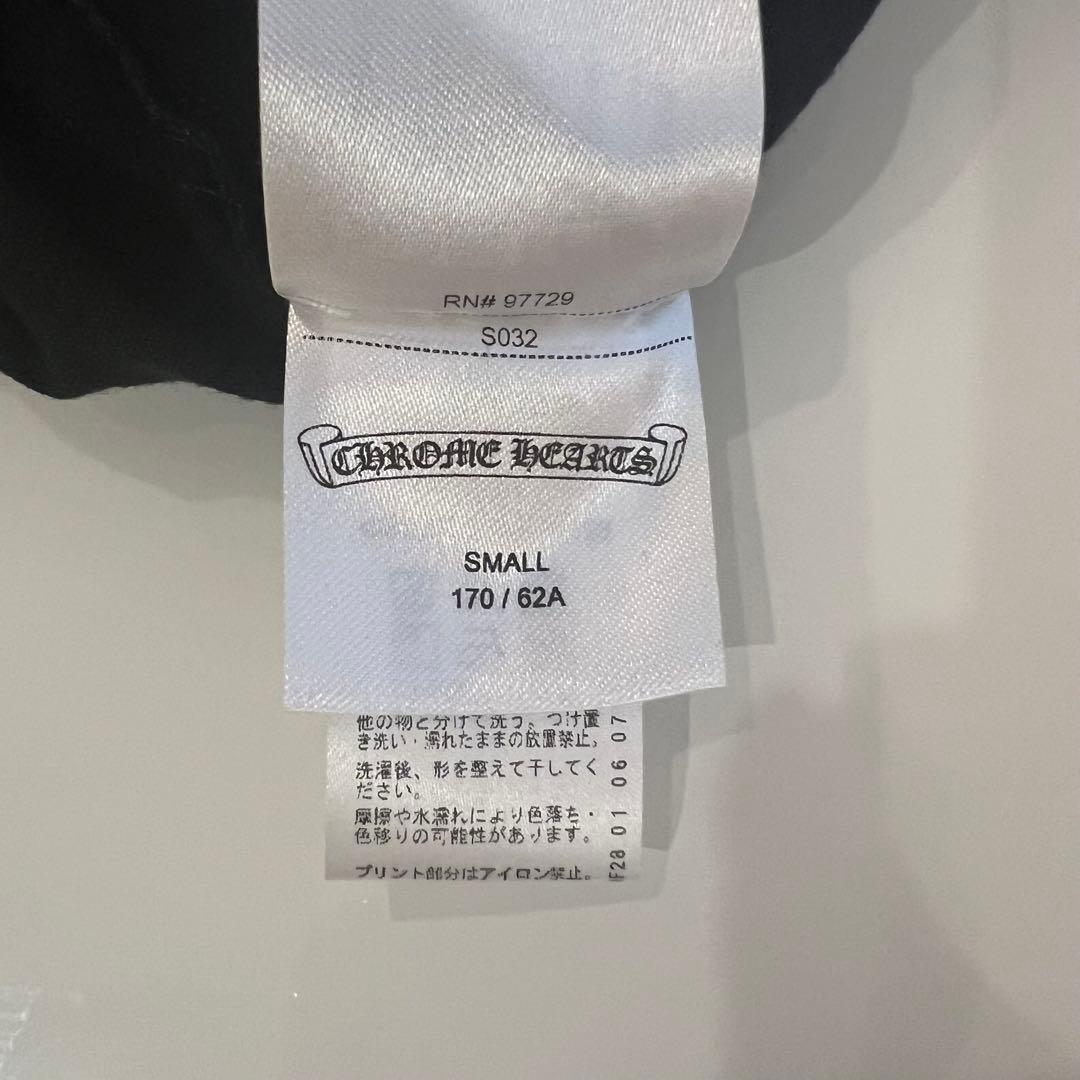 RN# 97729
S032
CHROME HEARTS
SMALL
170 / 62A
他の物と分けて洗う。つけ置
き洗い・濡れたままの放置禁止。
洗濯後、形を整えて干してく
ださい。
摩擦や水濡れにより色落ち・
色移りの可能性があります。
プリント部分はアイロン禁止。
F28 01 06 07